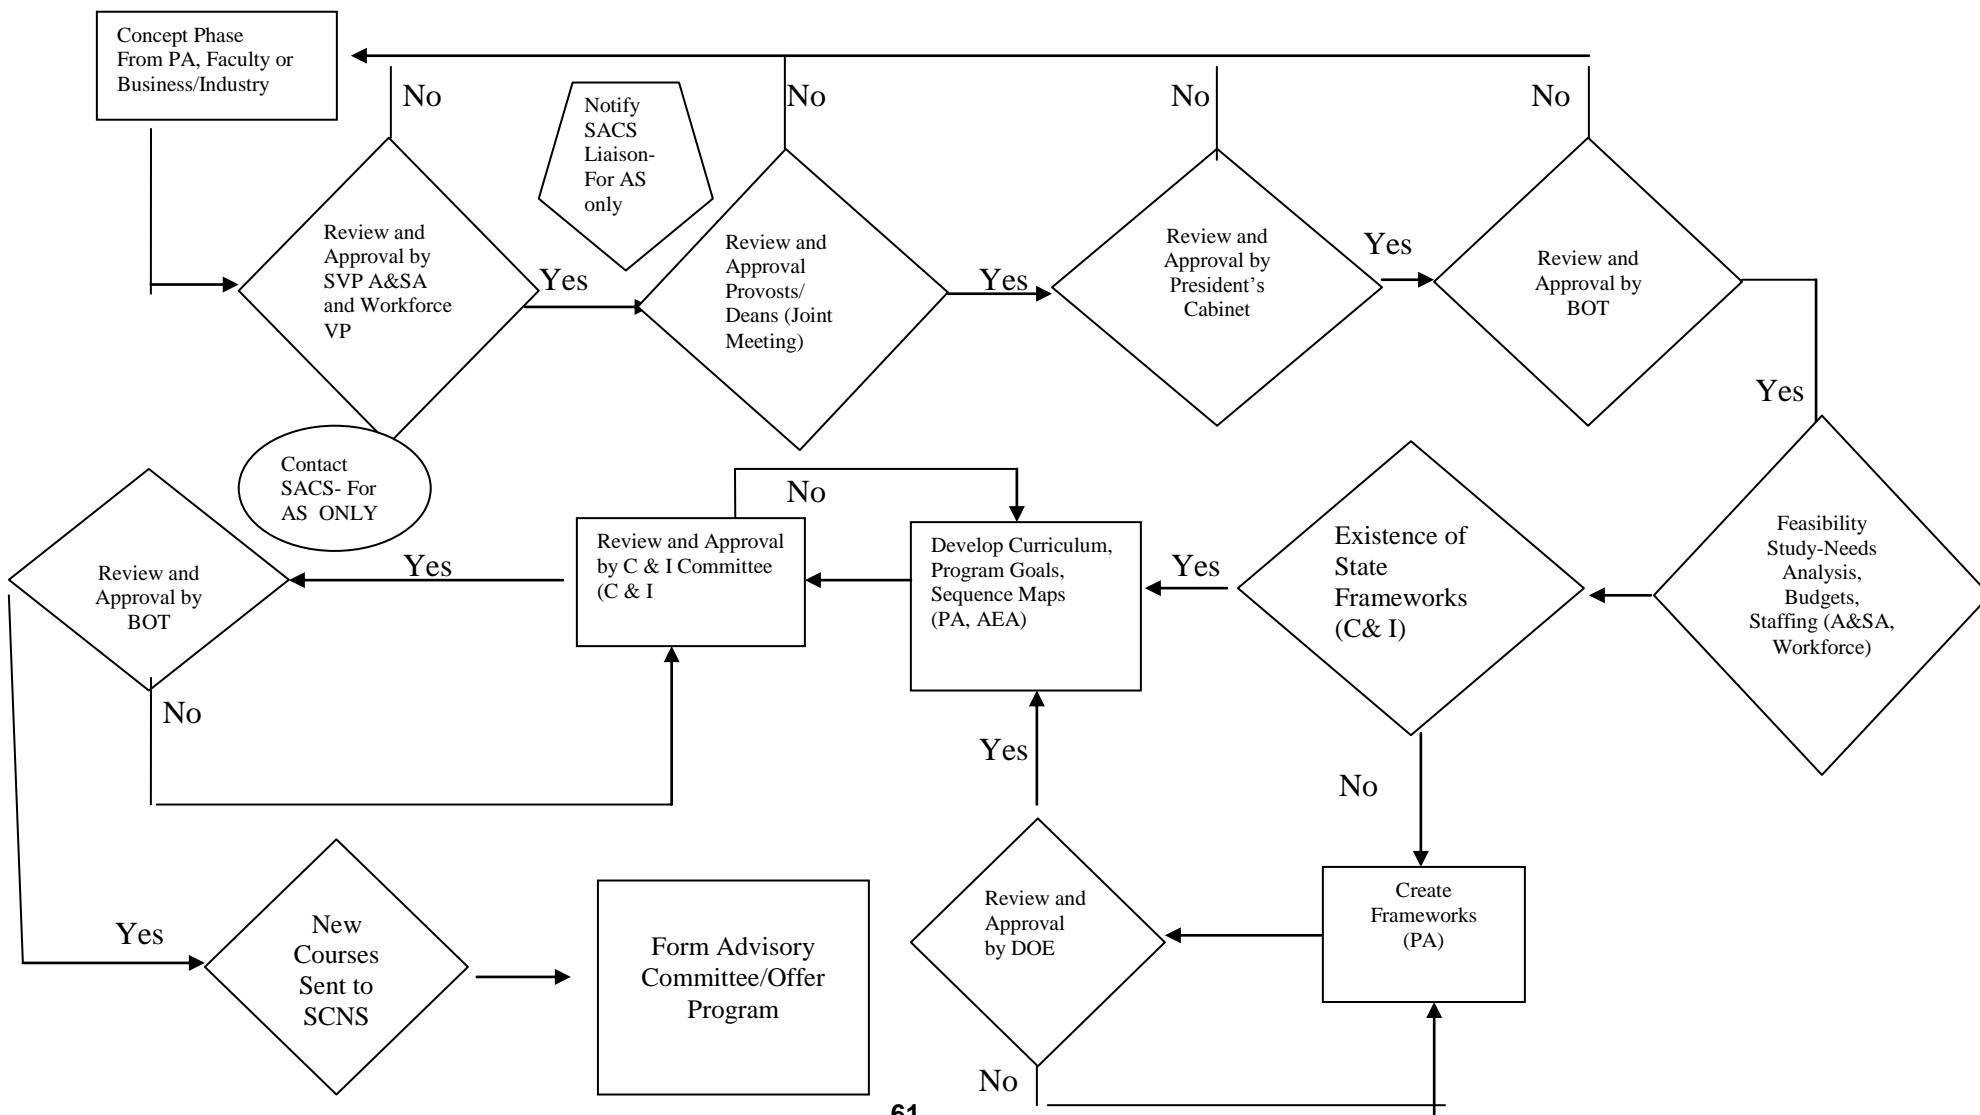 Concept Phase
From PA, Faculty or
Business/Industry
No
Notify
SACS
Liaison-
For AS
only
No
No
No
Review and
Approval by
SVP A&SA
and Workforce
VP
Yes
Review and
Approval
Provosts/
Deans (Joint
Meeting)
Yes
Review and
Approval by
President’s
Cabinet
Yes
Review and
Approval by
BOT
Yes
Contact
SACS- For
AS ONLY
Review and
Approval by
BOT
Yes
Review and Approval
by C & I Committee
(C & I
No
Develop Curriculum,
Program Goals,
Sequence Maps
(PA, AEA)
Yes
Existence of
State
Frameworks
(C& I)
Feasibility
Study-Needs
Analysis,
Budgets,
Staffing (A&SA,
Workforce)
No
Yes
No
Yes
New
Courses
Sent to
SCNS
Form Advisory
Committee/Offer
Program
Review and
Approval
by DOE
Create
Frameworks
(PA)
No
61